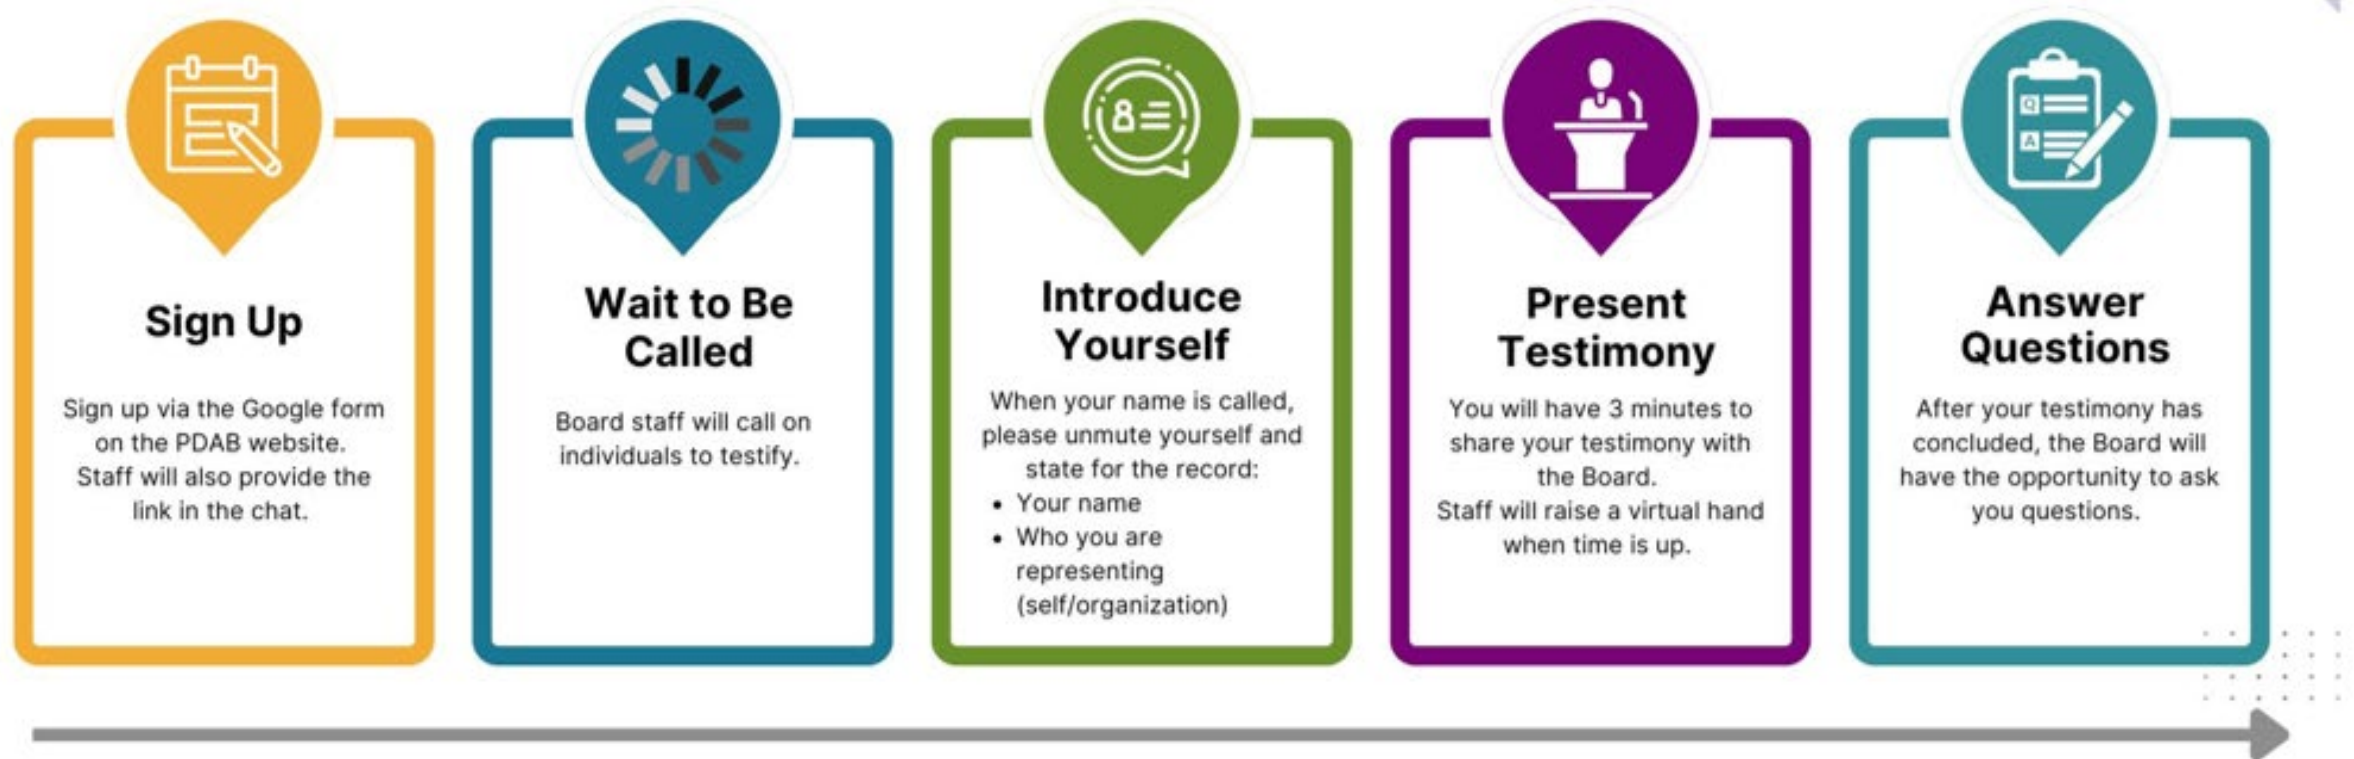 Sign Up
Sign up via the Google form
on the PDAB website.
Staff will also provide the
link in the chat.
Wait to Be
Called
Board staff will call on
individuals to testify.
Introduce
Yourself
When your name is called,
please unmute yourself and
state for the record:
• Your name
• Who you are
representing
(self/organization)
Present
Testimony
You will have 3 minutes to
share your testimony with
the Board.
Staff will raise a virtual hand
when time is up.
Q
A
Answer
Questions
After your testimony has
concluded, the Board will
have the opportunity to ask
you questions.